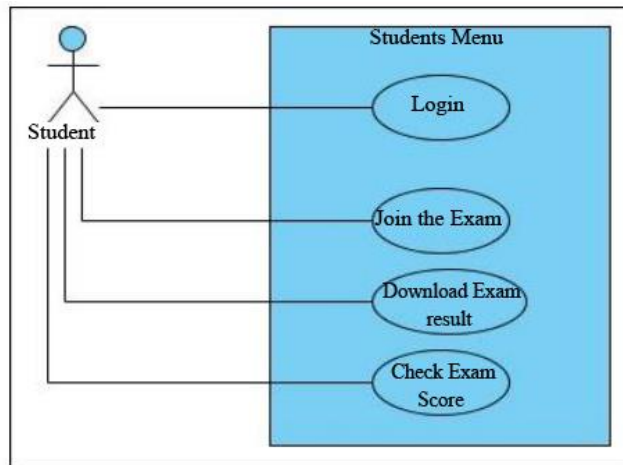 Students Menu
Login
Student
Join the Exam
Download Exam
result
Check Exam
Score